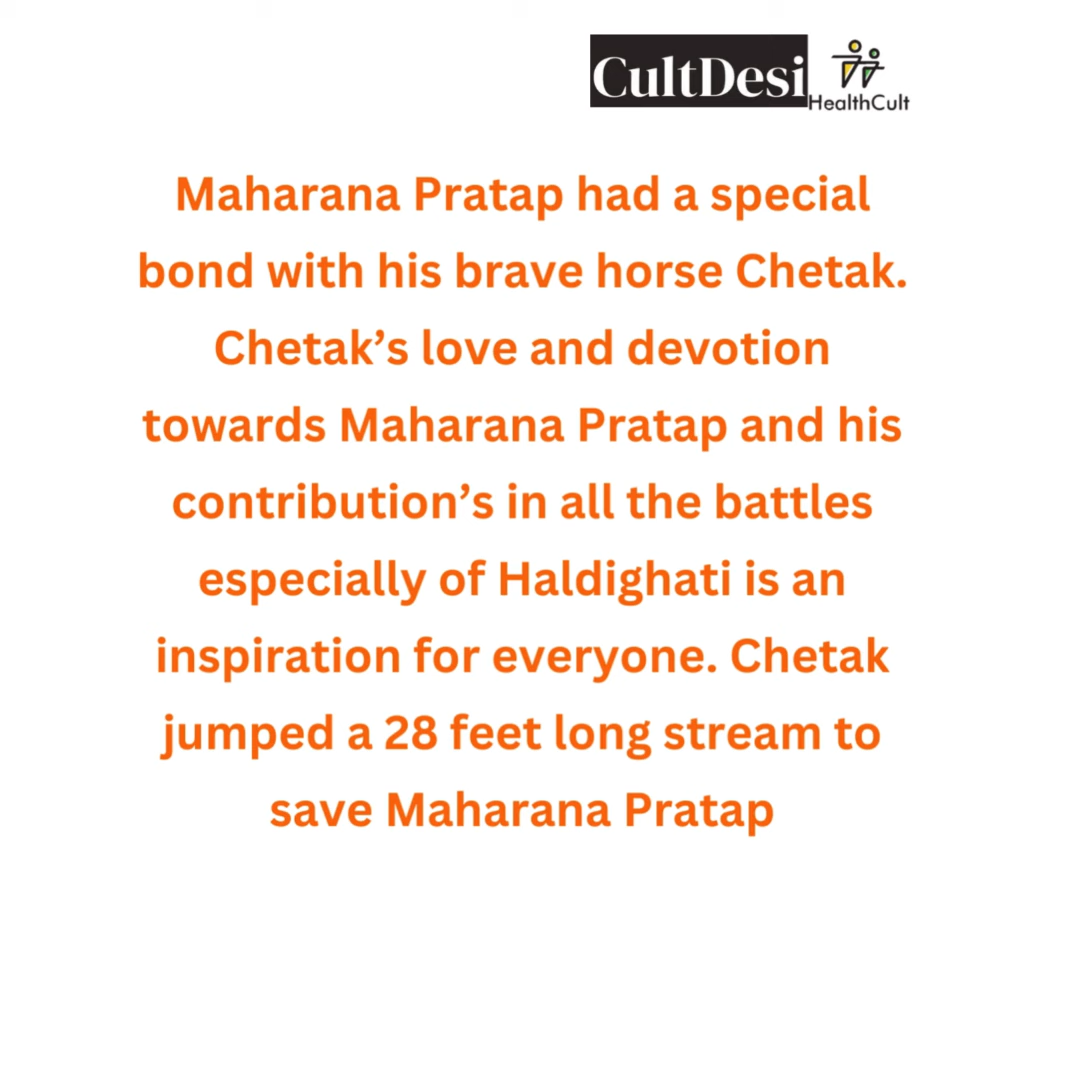 CultDesi
HealthCult
Maharana Pratap had a special
bond with his brave horse Chetak.
Chetak’s love and devotion
towards Maharana Pratap and his
contribution’s in all the battles
especially of Haldighati is an
inspiration for everyone. Chetak
jumped a 28 feet long stream to
save Maharana Pratap